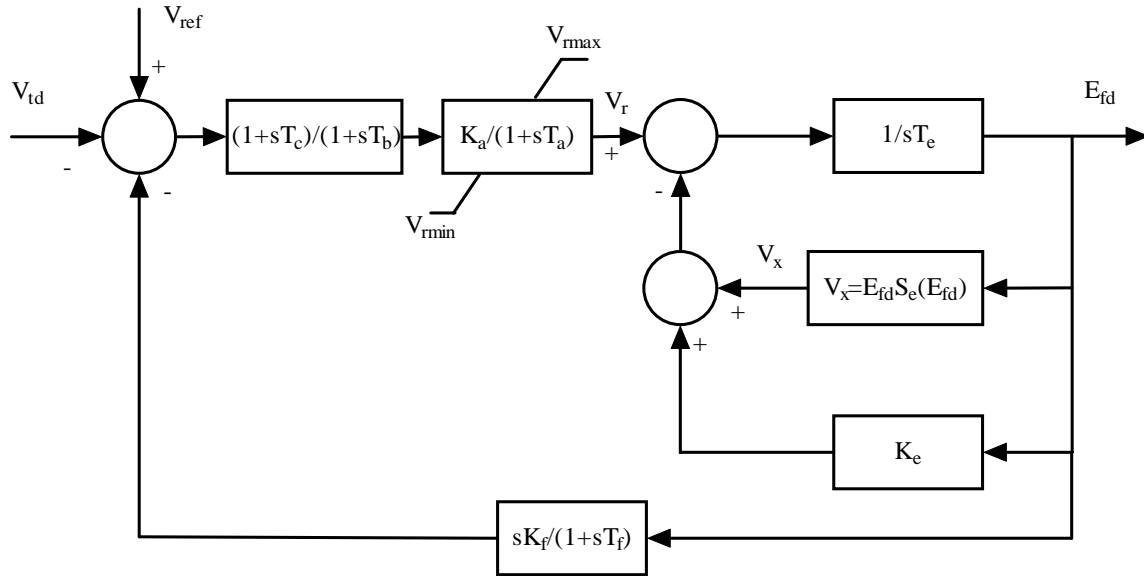 V_ref
V_rmax
V_td
+
V_r
E_fd
(1+sT_c)/(1+sT_b)
K_a/(1+sT_a)
1/sT_e
-
-
+
-
V_rmin
V_x
V_x=E_fdS_e(E_fd)
+
+
K_e
sK_f/(1+sT_f)